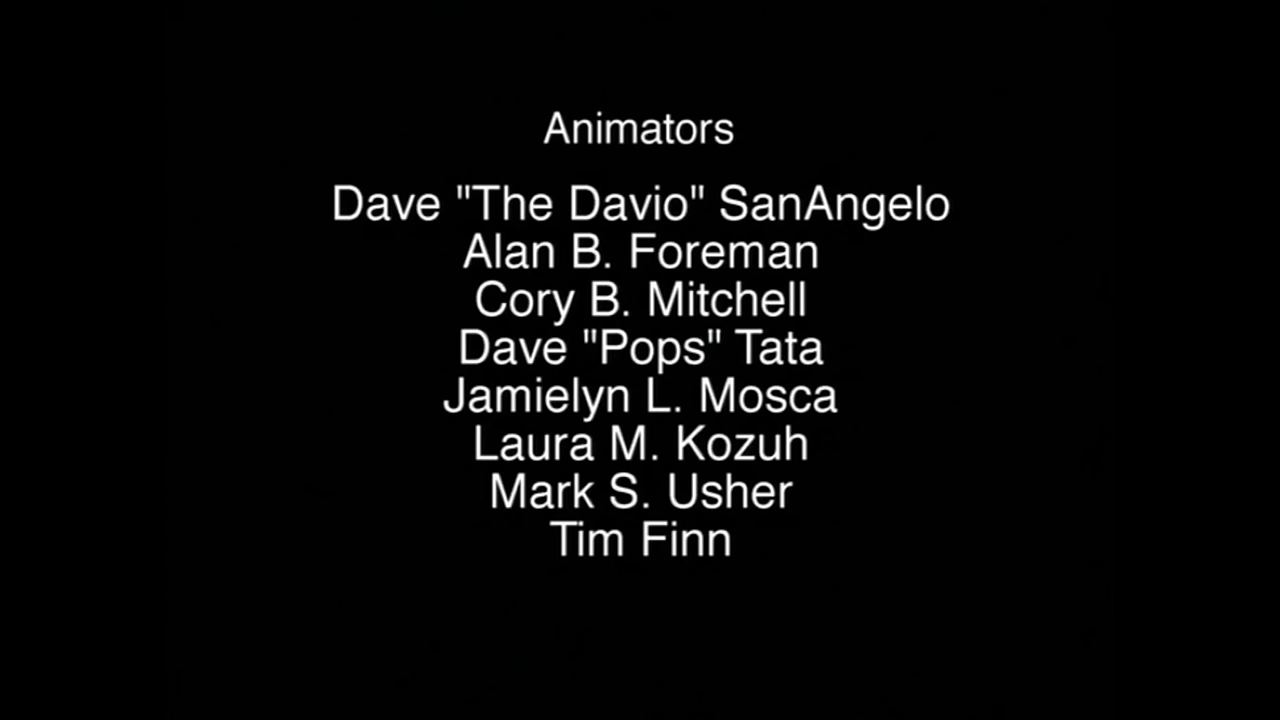 Animators
Dave "The Davio" SanAngelo
Alan B. Foreman
Cory B. Mitchell
Dave "Pops" Tata
Jamielyn L. Mosca
Laura M. Kozuh
Mark S. Usher
Tim Finn